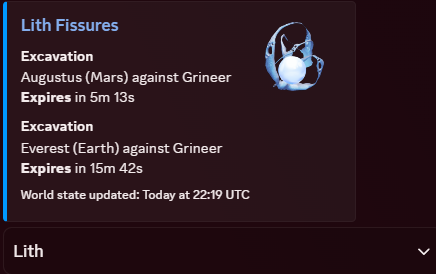 Lith Fissures
Excavation
Augustus (Mars) against Grineer
Expires in 5m 13s
Excavation
Everest (Earth) against Grineer
Expires in 15m 42s
World state updated: Today at 22:19 UTC
Lith